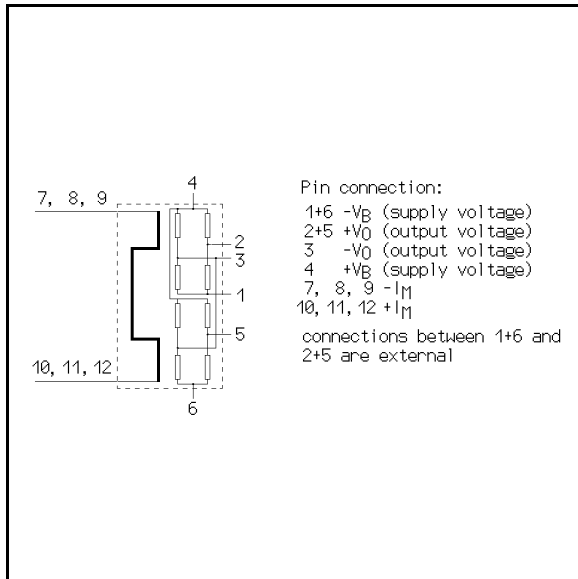 7, 8, 9
4
2
3
1
5
10, 11, 12
6
Pin connection:
1+6 -VB (supply voltage)
2+5 +VO (output voltage)
3 -VO (output voltage)
4 +VB (supply voltage)
7, 8, 9 -IM
10, 11, 12 +IM
connections between 1+6 and
2+5 are external